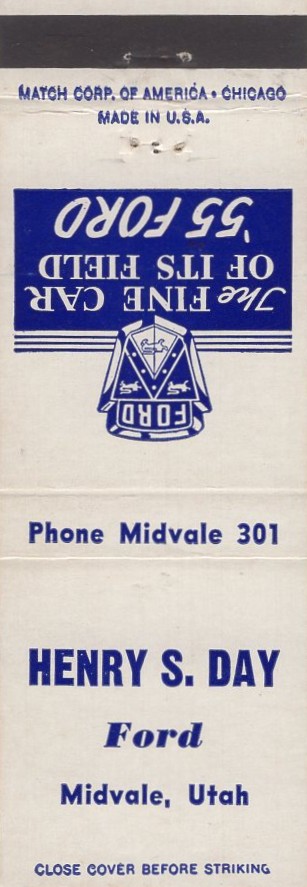 MATCH CORP. OF AMERICA • CHICAGO
MADE IN U.S.A.
FORD
The FINE CAR
OF ITS FIELD
'55 FORD
Phone Midvale 301
HENRY S. DAY
Ford
Midvale, Utah
CLOSE COVER BEFORE STRIKING